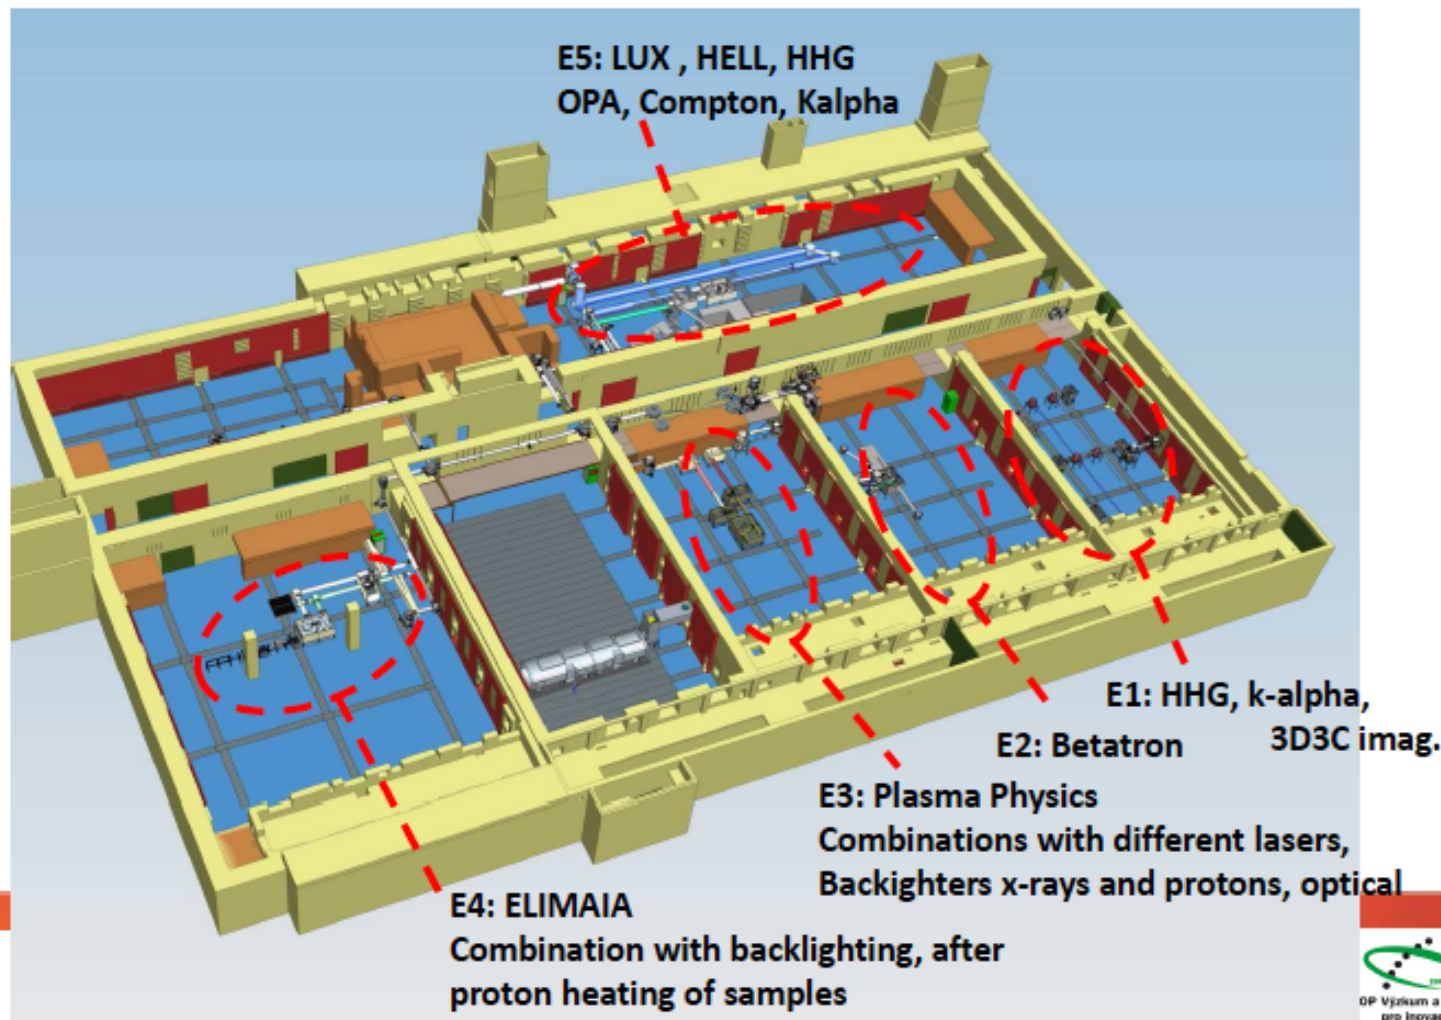 E5: LUX , HELL, HHG
OPA, Compton, Kalpha
E1: HHG, k-alpha,
3D3C imag.
E2: Betatron
E3: Plasma Physics
Combinations with different lasers,
Backighters x-rays and protons, optical
E4: ELIMAIA
Combination with backlighting, after
proton heating of samples
OP Výzkum a
pro inovac